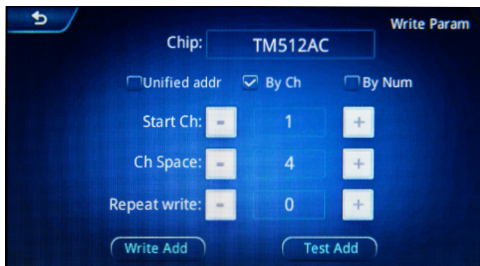 Write Param
Chip: TM512AC
Unified addr By Ch By Num
Start Ch: - 1 +
Ch Space: - 4 +
Repeat write: - 0 +
Write Add Test Add